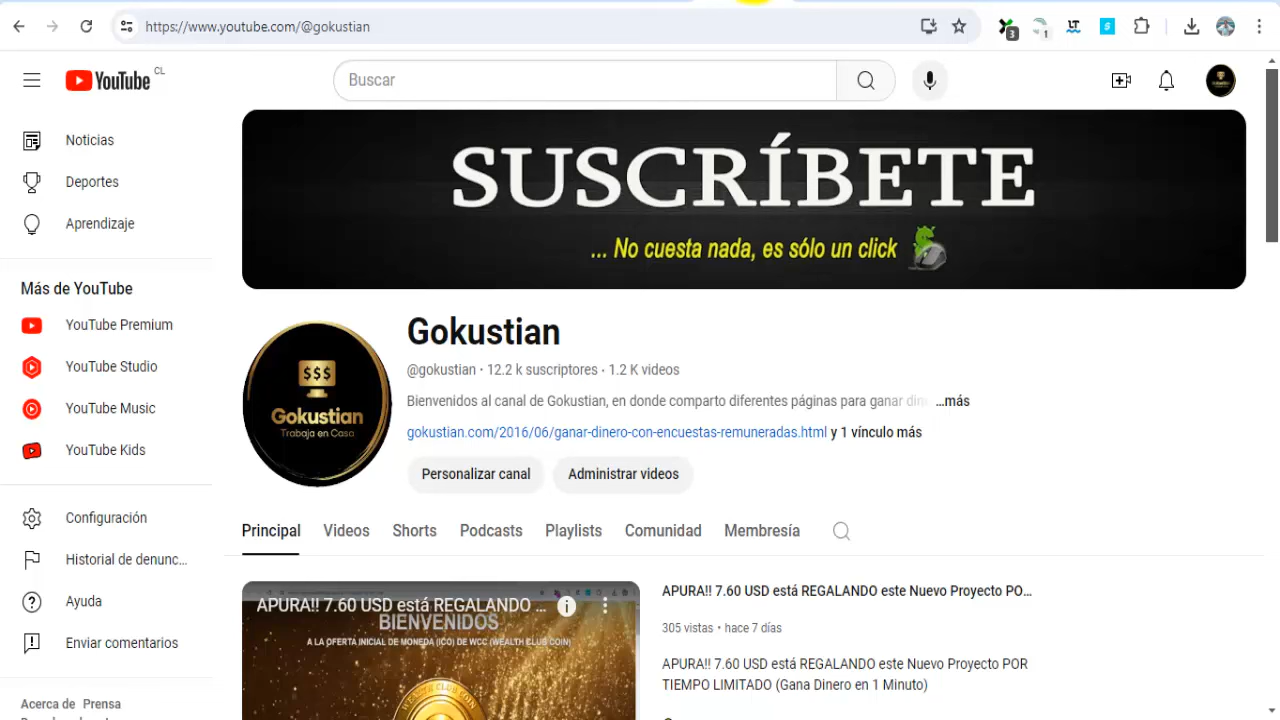 https://www.youtube.com/@gokustian
3
1
LT
S
YouTube CL
Buscar
Noticias
Deportes
Aprendizaje
Más de YouTube
YouTube Premium
YouTube Studio
YouTube Music
YouTube Kids
Configuración
Historial de denunc...
Ayuda
Enviar comentarios
Acerca de Prensa
SUSCRÍBETE
... No cuesta nada, es sólo un click
$$$
Gokustian
Trabaja en Casa
Gokustian
@gokustian · 12.2 k suscriptores · 1.2 K videos
Bienvenidos al canal de Gokustian, en donde comparto diferentes páginas para ganar ...más
gokustian.com/2016/06/ganar-dinero-con-encuestas-remuneradas.html y 1 vínculo más
Personalizar canal
Administrar videos
Principal Videos Shorts Podcasts Playlists Comunidad Membresía
APURA!! 7.60 USD está REGALANDO ...
BIENVENIDOS
A LA OFERTA INICIAL DE MONEDA (ICO) DE WCC (WEALTH CLUB COIN)
APURA!! 7.60 USD está REGALANDO este Nuevo Proyecto PO...
305 vistas · hace 7 días
APURA!! 7.60 USD está REGALANDO este Nuevo Proyecto POR
TIEMPO LIMITADO (Gana Dinero en 1 Minuto)